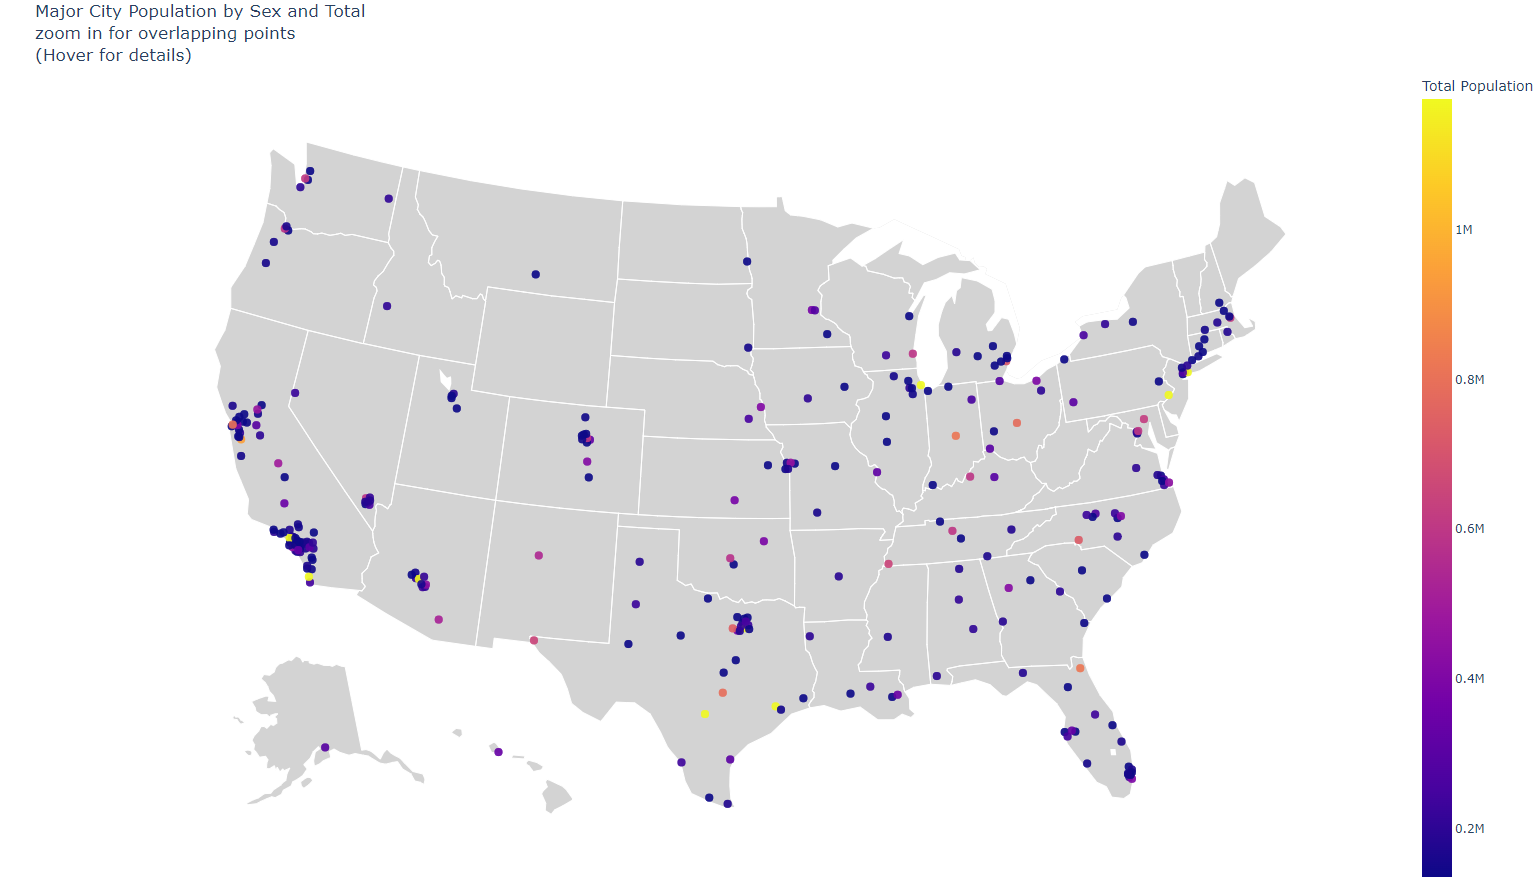 Major City Population by Sex and Total
zoom in for overlapping points
(Hover for details)
Total Population
1M
0.8M
0.6M
0.4M
0.2M